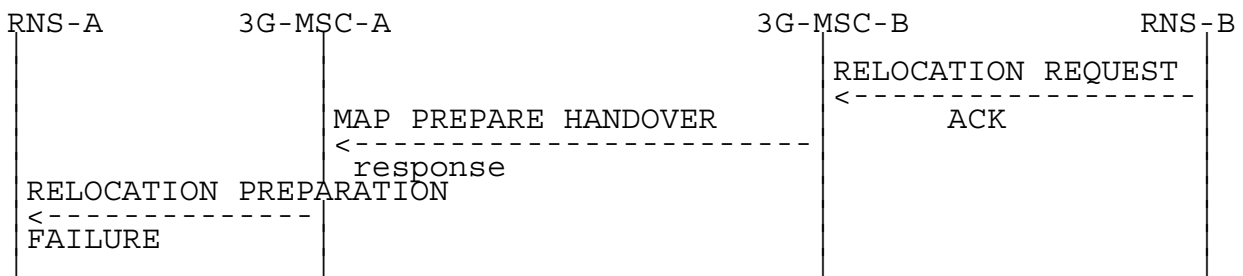 RNS-A 3G-MSC-A 3G-MSC-B RNS-B
RELOCATION REQUEST
ACK
MAP PREPARE HANDOVER
response
RELOCATION PREPARATION
FAILURE